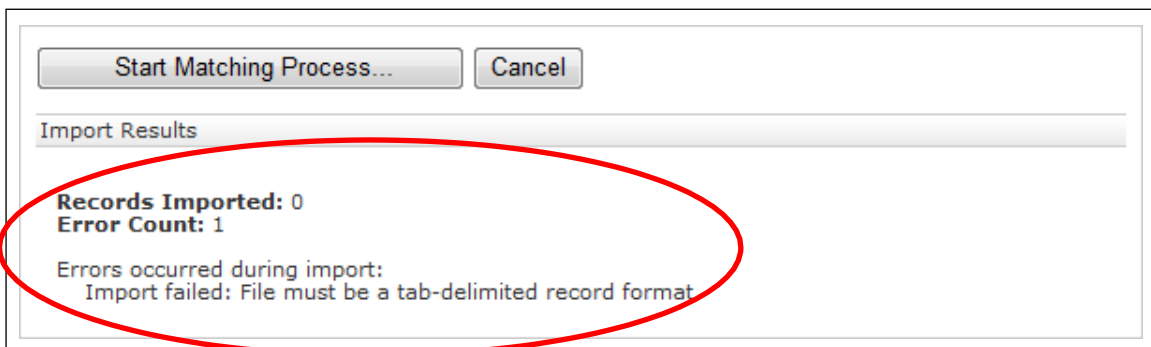 Start Matching Process... Cancel
Import Results
Records Imported: 0
Error Count: 1
Errors occurred during import:
Import failed: File must be a tab-delimited record format